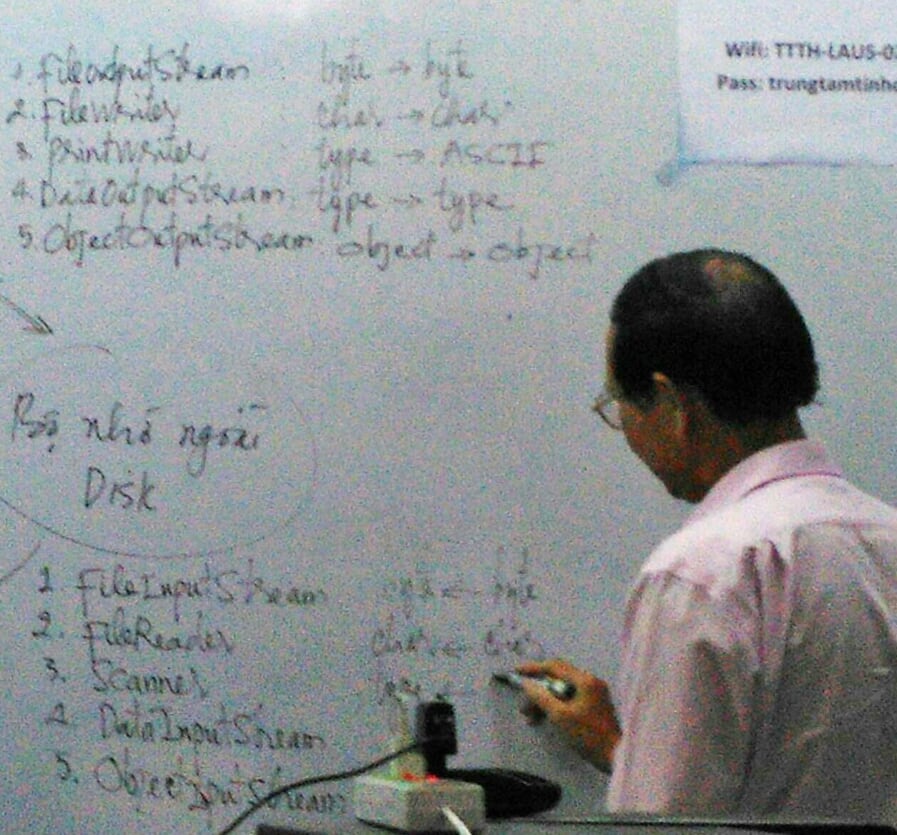 Wifi: TTTH-LAUS-0
Pass: trungtamtinho
1. FileOutputStream : byte → byte
2. FileWriter char → char
3. PrintWriter type → ASCII
4. DataOutputStream : type → type
5. ObjectOutputStream : object → object
Bộ nhớ ngoài
Disk
1 FileInputStream byte ← byte
2. FileReader char ← char
3. Scanner type ←
4 DataInputStream
5. ObjectInputStream